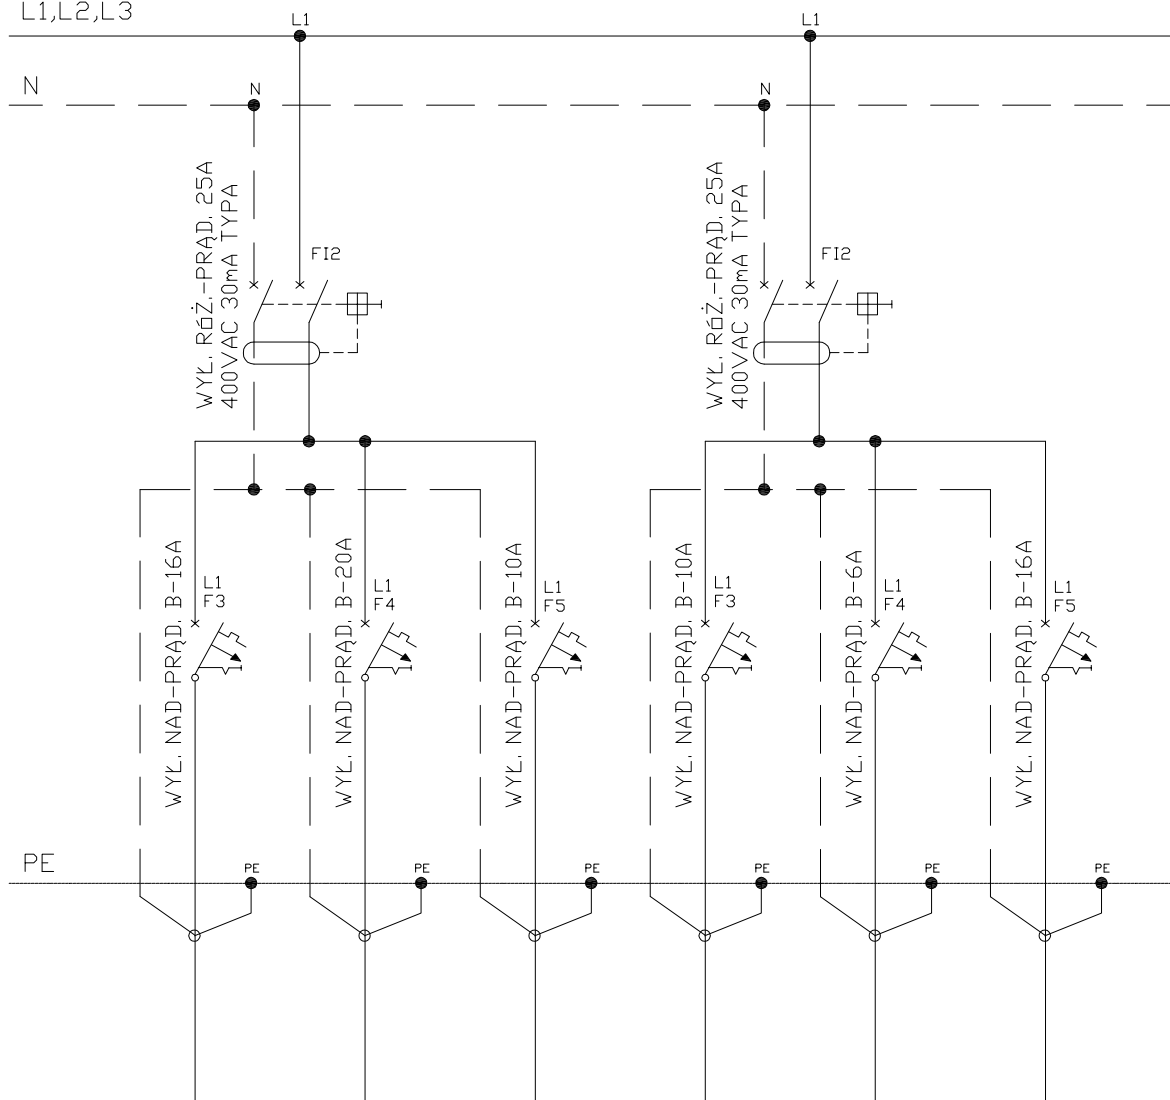 L1,L2,L3
L1
L1
N
N
N
WYŁ. RÓŻ.-PRĄD. 25A
400VAC 30mA TYPA
FI2
WYŁ. RÓŻ.-PRĄD. 25A
400VAC 30mA TYPA
FI2
WYŁ. NAD-PRĄD. B-16A
L1
F3
WYŁ. NAD-PRĄD. B-20A
L1
F4
WYŁ. NAD-PRĄD. B-10A
L1
F5
WYŁ. NAD-PRĄD. B-10A
L1
F3
WYŁ. NAD-PRĄD. B-6A
L1
F4
WYŁ. NAD-PRĄD. B-16A
L1
F5
PE
PE
PE
PE
PE
PE
PE